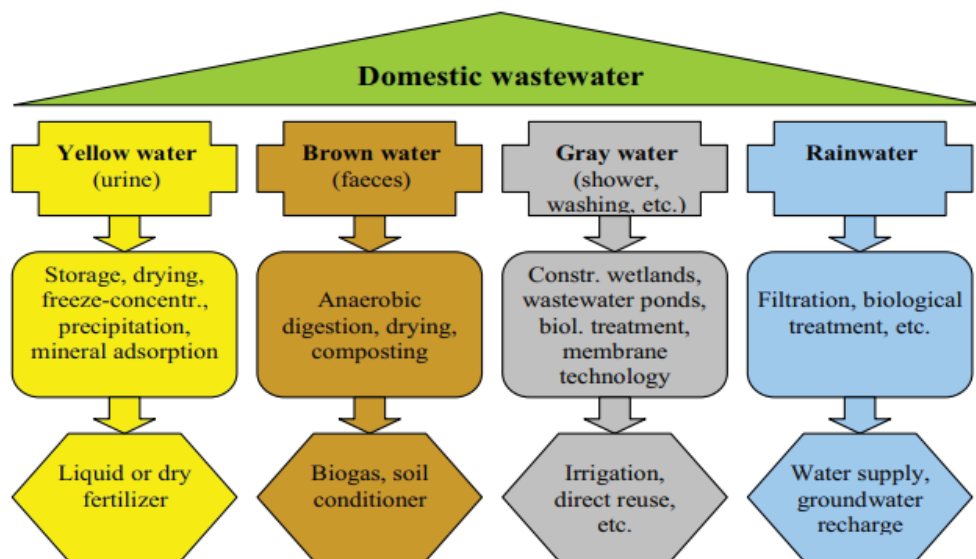 Domestic wastewater
Yellow water
(urine)
Brown water
(faeces)
Gray water
(shower,
washing, etc.)
Rainwater
Storage, drying,
freeze-concentr.,
precipitation,
mineral adsorption
Anaerobic
digestion, drying,
composting
Constr. wetlands,
wastewater ponds,
biol. treatment,
membrane
technology
Filtration, biological
treatment, etc.
Liquid or dry
fertilizer
Biogas, soil
conditioner
Irrigation,
direct reuse,
etc.
Water supply,
groundwater
recharge